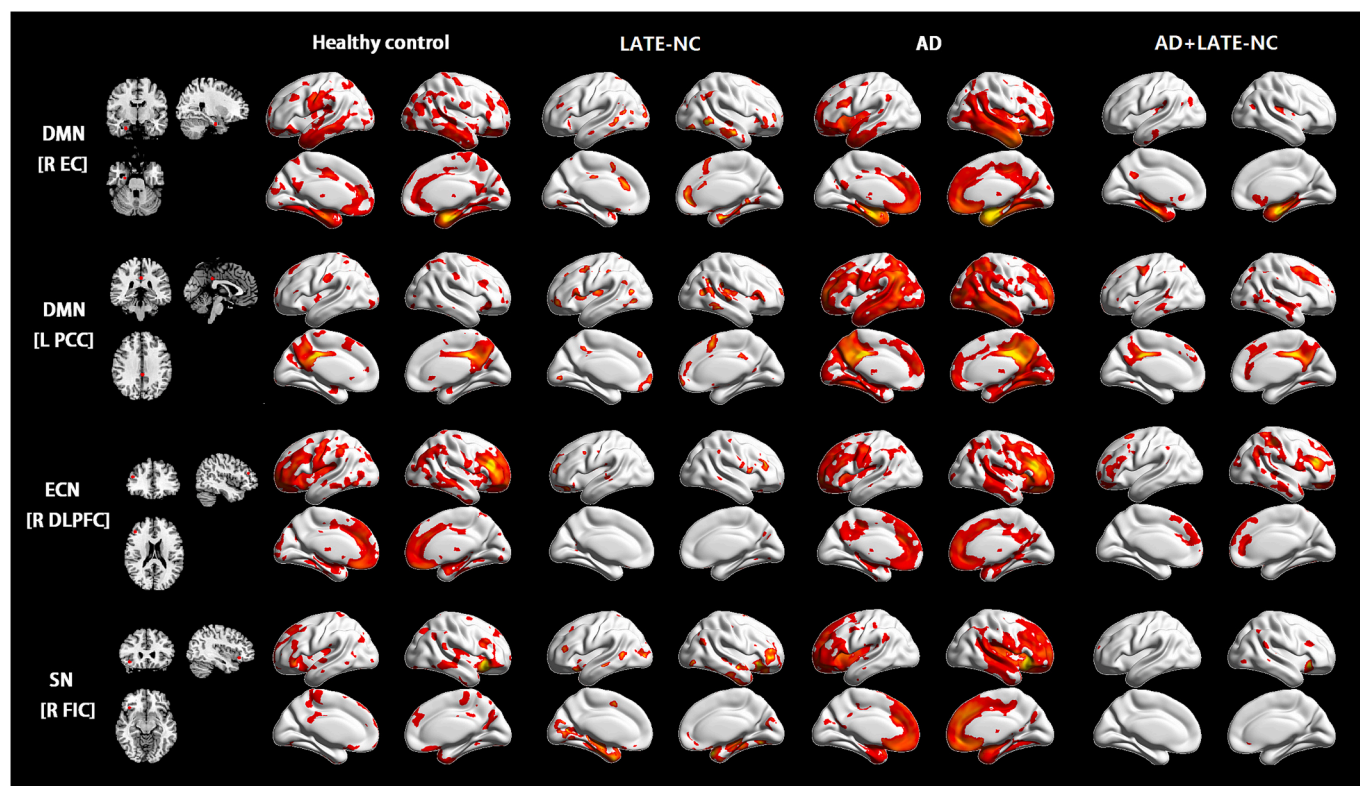 Healthy control LATE-NC AD AD+LATE-NC
DMN
[R EC]
DMN
[L PCC]
ECN
[R DLPFC]
SN
[R FIC]